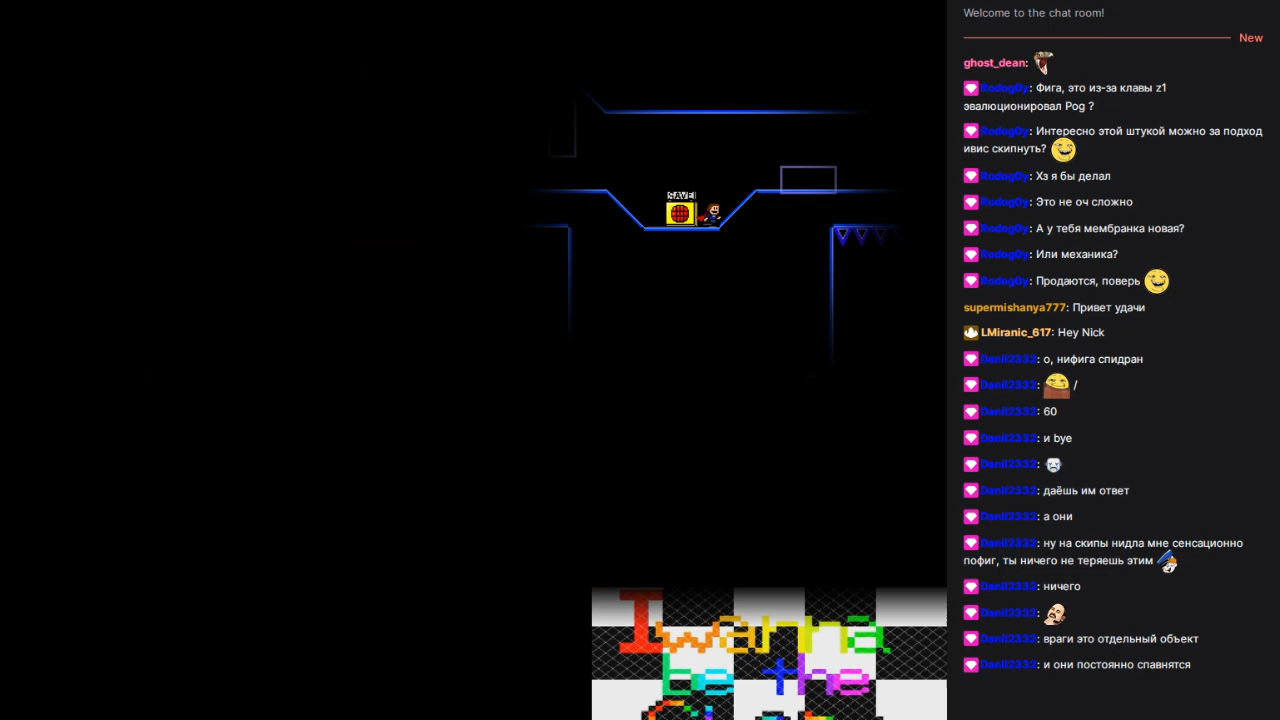 Welcome to the chat room!
New
ghost_dean:
RodogOy: Фига, это из-за клавы z1
эвалюционировал Pog ?
RodogOy: Интересно этой штукой можно за подход
ивис скипнуть?
RodogOy: Хз я бы делал
RodogOy: Это не оч сложно
RodogOy: А у тебя мембранка новая?
RodogOy: Или механика?
RodogOy: Продаются, поверь
supermishanya777: Привет удачи
LMiranic_617: Hey Nick
Danil2332: о, нифига спидран
Danil2332: /
Danil2332: 60
Danil2332: и bye
Danil2332:
Danil2332: даёшь им ответ
Danil2332: а они
Danil2332: ну на скипы нидла мне сенсационно
пофиг, ты ничего не теряешь этим
Danil2332: ничего
Danil2332:
Danil2332: враги это отдельный объект
Danil2332: и они постоянно спавнятся
SAVE
I wanna
be the